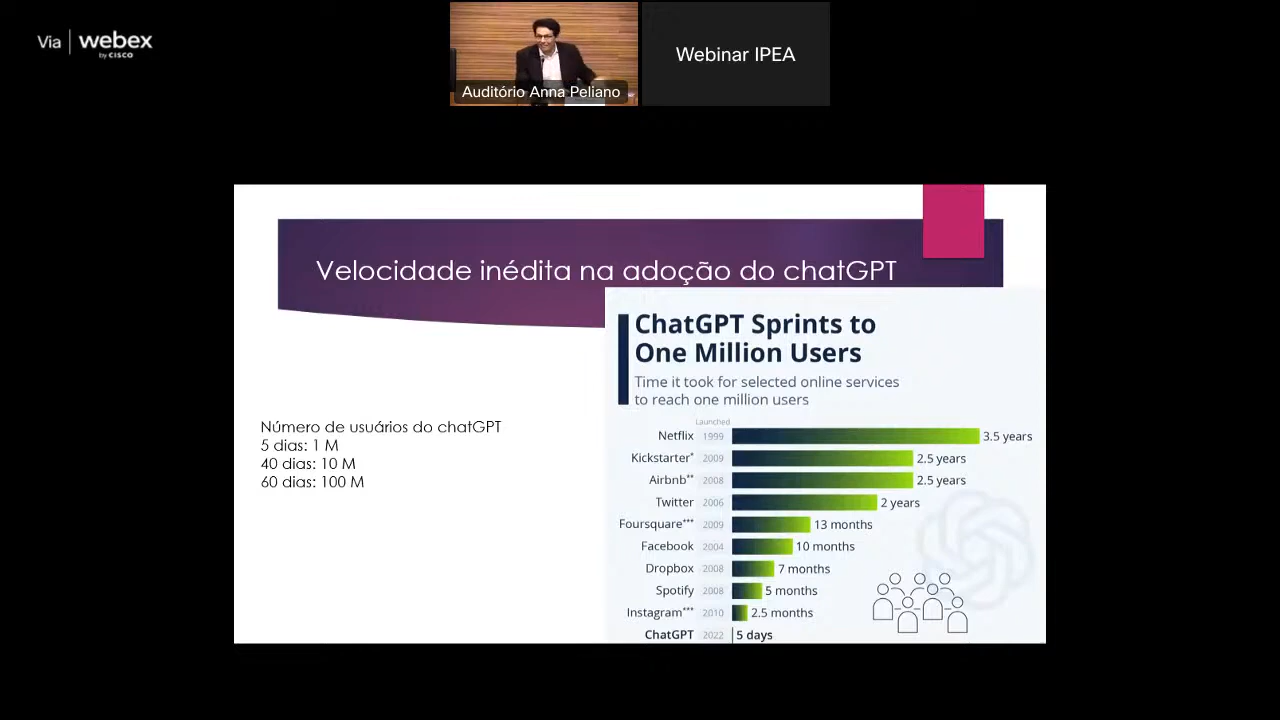 Via | webex
by CISCO
Auditório Anna Peliano
Webinar IPEA
Velocidade inédita na adoção do chatGPT
Número de usuários do chatGPT
5 dias: 1 M
40 dias: 10 M
60 dias: 100 M
ChatGPT Sprints to
One Million Users
Time it took for selected online services
to reach one million users
Launched
Netflix 1999 3.5 years
Kickstarter* 2009 2.5 years
Airbnb** 2008 2.5 years
Twitter 2006 2 years
Foursquare*** 2009 13 months
Facebook 2004 10 months
Dropbox 2008 7 months
Spotify 2008 5 months
Instagram*** 2010 2.5 months
ChatGPT 2022 5 days